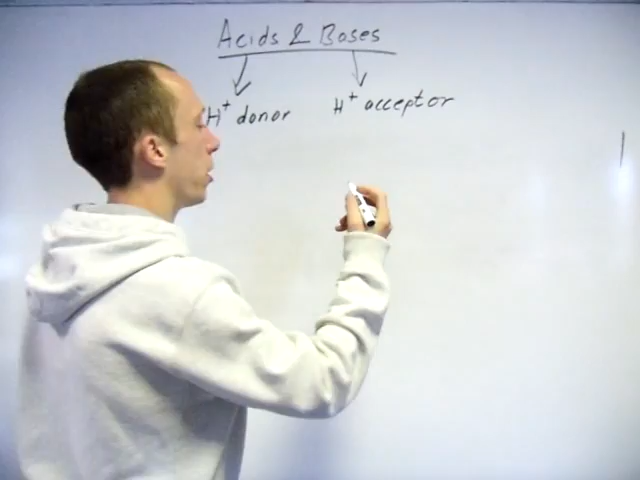 Acids & Bases
H+ donor H+ acceptor